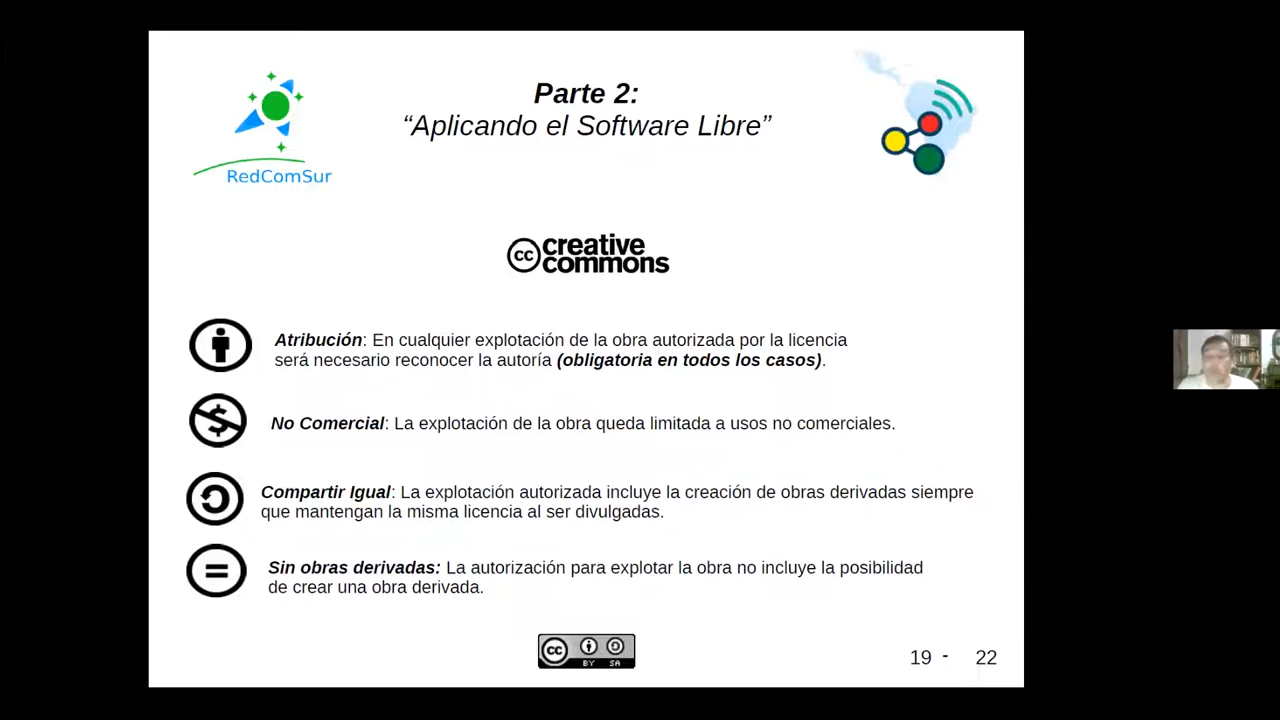 Parte 2:
“Aplicando el Software Libre”
RedComSur
cc creative
commons
Atribución: En cualquier explotación de la obra autorizada por la licencia
será necesario reconocer la autoría (obligatoria en todos los casos).
$
No Comercial: La explotación de la obra queda limitada a usos no comerciales.
Compartir Igual: La explotación autorizada incluye la creación de obras derivadas siempre
que mantengan la misma licencia al ser divulgadas.
=
Sin obras derivadas: La autorización para explotar la obra no incluye la posibilidad
de crear una obra derivada.
cc
BY SA
19 - 22